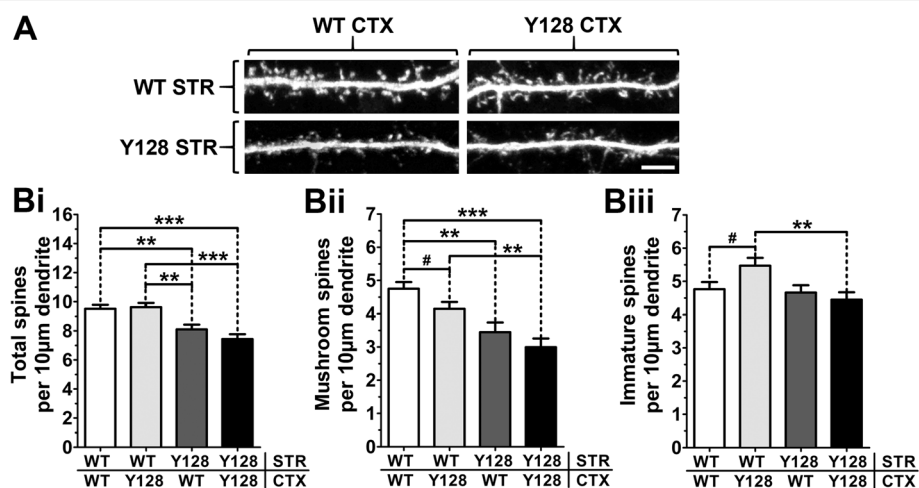 A
WT CTX
Y128 CTX
WT STR
Y128 STR
Bi
Total spines
per 10µm dendrite
16
14
12
10
8
6
4
2
0
***
**
***
**
WT WT Y128 Y128 STR
WT Y128 WT Y128 CTX
Bii
Mushroom spines
per 10µm dendrite
7
6
5
4
3
2
1
0
***
**
# **
WT WT Y128 Y128 STR
WT Y128 WT Y128 CTX
Biii
Immature spines
per 10µm dendrite
7
6
5
4
3
2
1
0
# **
WT WT Y128 Y128 STR
WT Y128 WT Y128 CTX